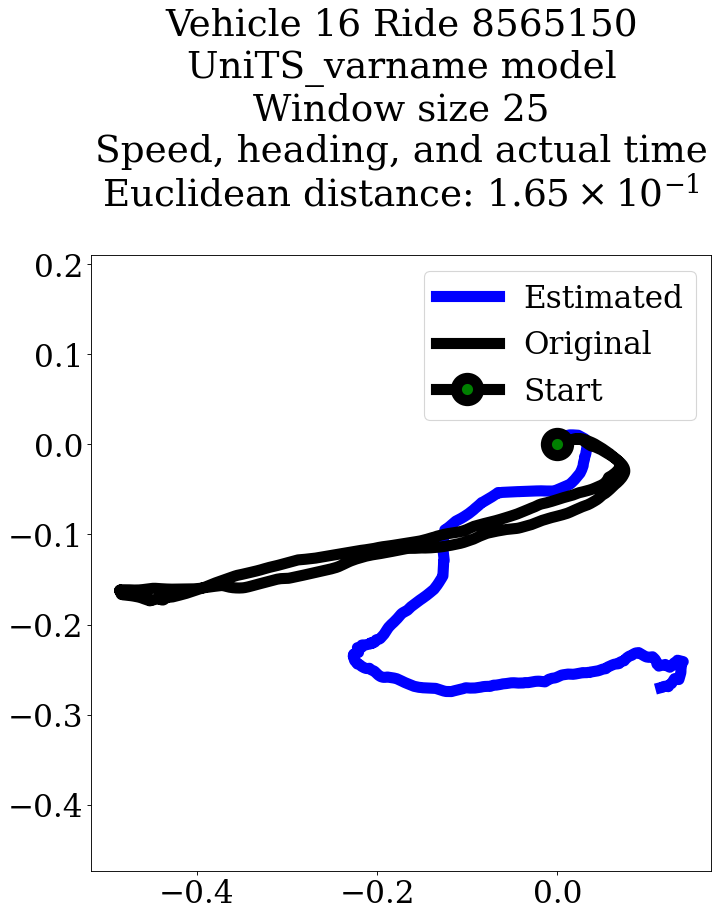 Vehicle 16 Ride 8565150
UniTS_varname model
Window size 25
Speed, heading, and actual time
Euclidean distance: 1.65 × 10⁻¹
0.2
0.1
0.0
−0.1
−0.2
−0.3
−0.4
Estimated
Original
Start
−0.4
−0.2
0.0